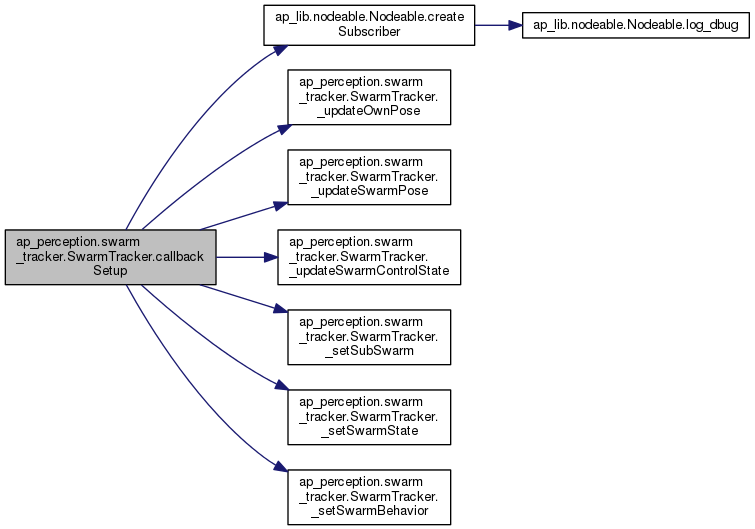 ap_lib.nodeable.Nodeable.create
Subscriber
ap_lib.nodeable.Nodeable.log_dbug
ap_perception.swarm
_tracker.SwarmTracker.
_updateOwnPose
ap_perception.swarm
_tracker.SwarmTracker.
_updateSwarmPose
ap_perception.swarm
_tracker.SwarmTracker.callback
Setup
ap_perception.swarm
_tracker.SwarmTracker.
_updateSwarmControlState
ap_perception.swarm
_tracker.SwarmTracker.
_setSubSwarm
ap_perception.swarm
_tracker.SwarmTracker.
_setSwarmState
ap_perception.swarm
_tracker.SwarmTracker.
_setSwarmBehavior